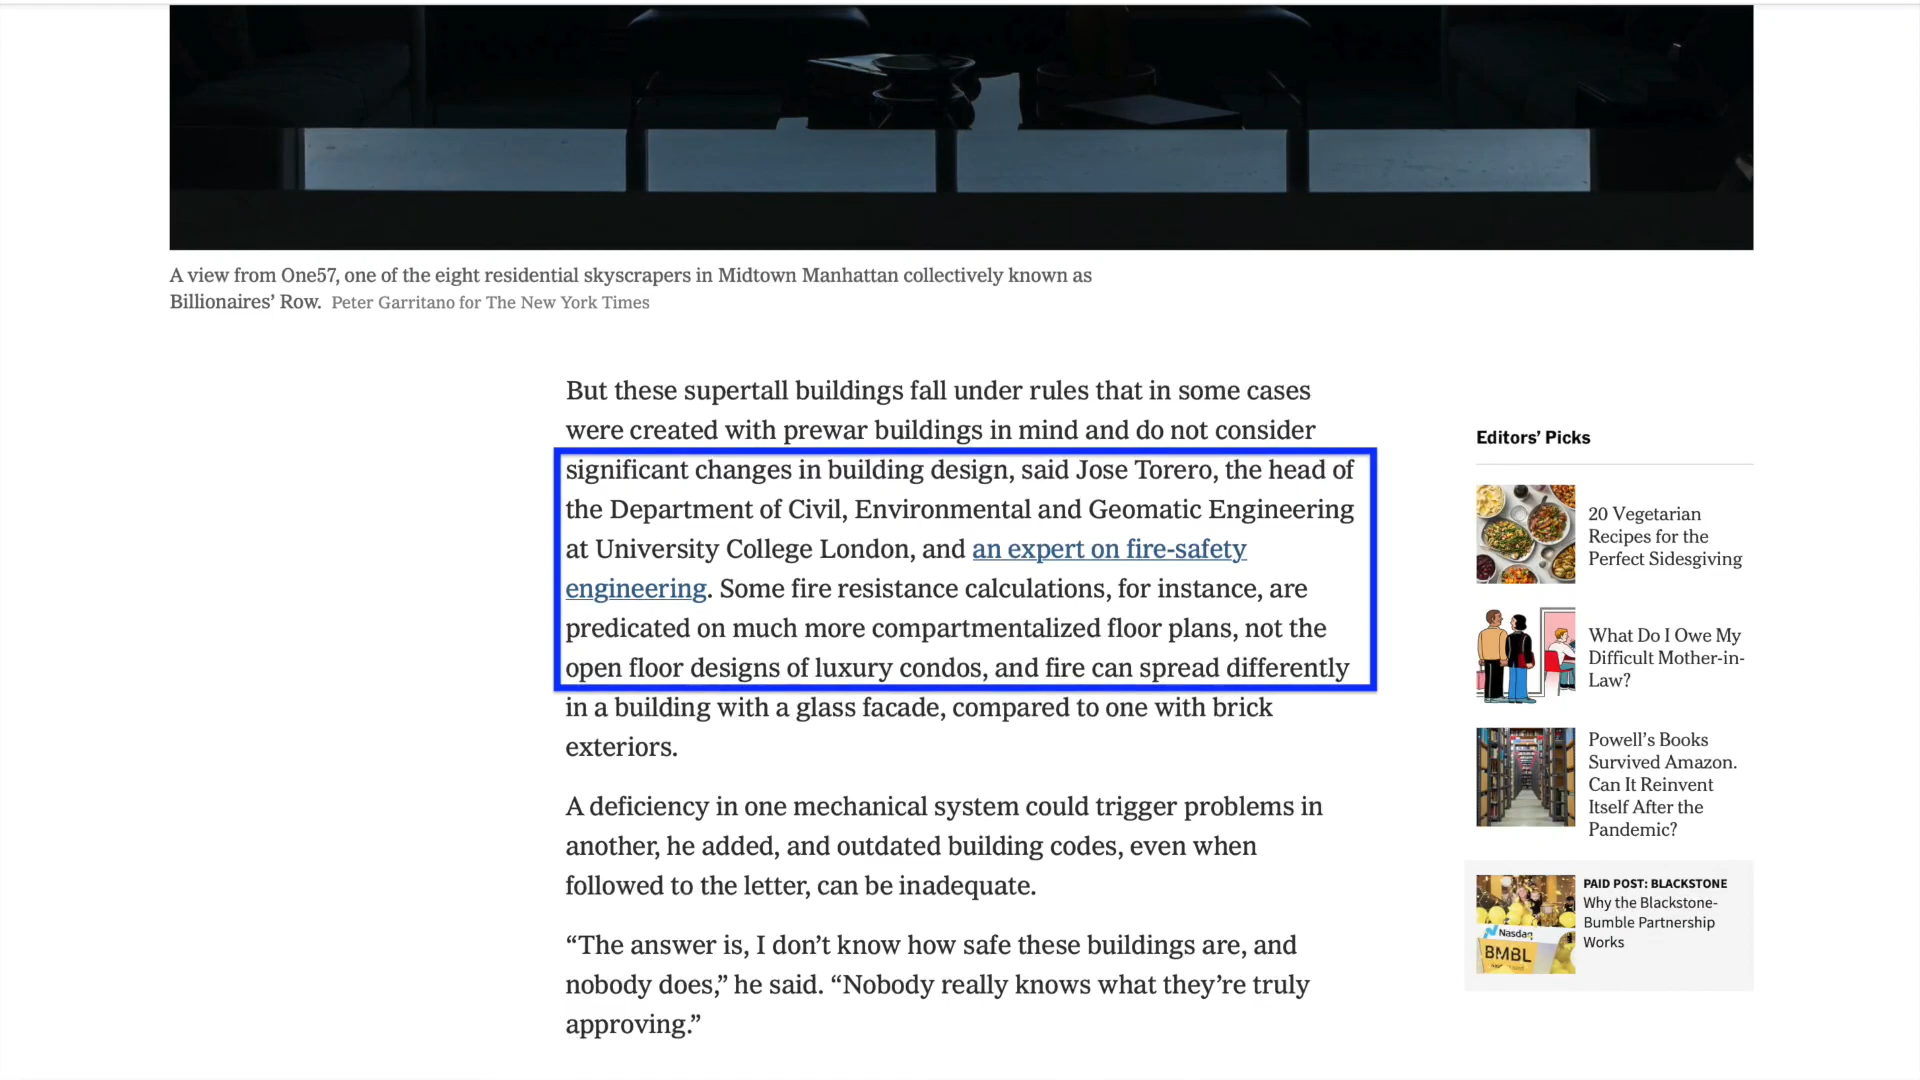 A view from One57, one of the eight residential skyscrapers in Midtown Manhattan collectively known as
Billionaires’ Row. Peter Garritano for The New York Times
But these supertall buildings fall under rules that in some cases
were created with prewar buildings in mind and do not consider
significant changes in building design, said Jose Torero, the head of
the Department of Civil, Environmental and Geomatic Engineering
at University College London, and an expert on fire-safety
engineering. Some fire resistance calculations, for instance, are
predicated on much more compartmentalized floor plans, not the
open floor designs of luxury condos, and fire can spread differently
in a building with a glass facade, compared to one with brick
exteriors.
A deficiency in one mechanical system could trigger problems in
another, he added, and outdated building codes, even when
followed to the letter, can be inadequate.
“The answer is, I don’t know how safe these buildings are, and
nobody does,” he said. “Nobody really knows what they’re truly
approving.”
Editors’ Picks
20 Vegetarian
Recipes for the
Perfect Sidesgiving
What Do I Owe My
Difficult Mother-in-
Law?
Powell’s Books
Survived Amazon.
Can It Reinvent
Itself After the
Pandemic?
PAID POST: BLACKSTONE
Why the Blackstone-
Bumble Partnership
Works
Nasdaq
BMBL